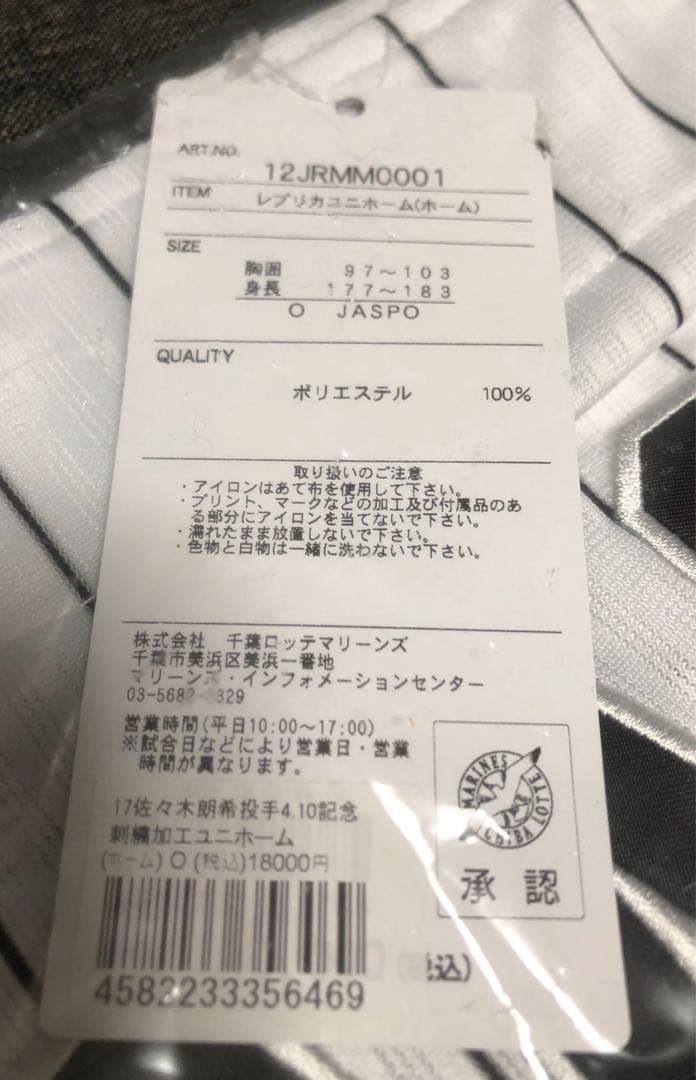 ART.NO.
12JRMM0001
ITEM
レプリカユニホーム(ホーム)
SIZE
胸囲 97～103
身長 177～183
O JASPO
QUALITY
ポリエステル 100%
取り扱いのご注意
・アイロンはあて布を使用して下さい。
・プリント、マークなどの加工及び付属品のあ
る部分にアイロンを当てないで下さい。
・濡れたまま放置しないで下さい。
・色物と白物は一緒に洗わないで下さい。
株式会社 千葉ロッテマリーンズ
千葉市美浜区美浜一番地
マリーンズ・インフォメーションセンター
営業時間(平日10:00～17:00)
※試合日などにより営業日・営業
時間が異なります。
MARINES
CHIBA LOTTE
承認
17佐々木朗希投手4.10記念
刺繍加工ユニホーム
(ホーム) O (税込)18000円
税込)
4582233356469